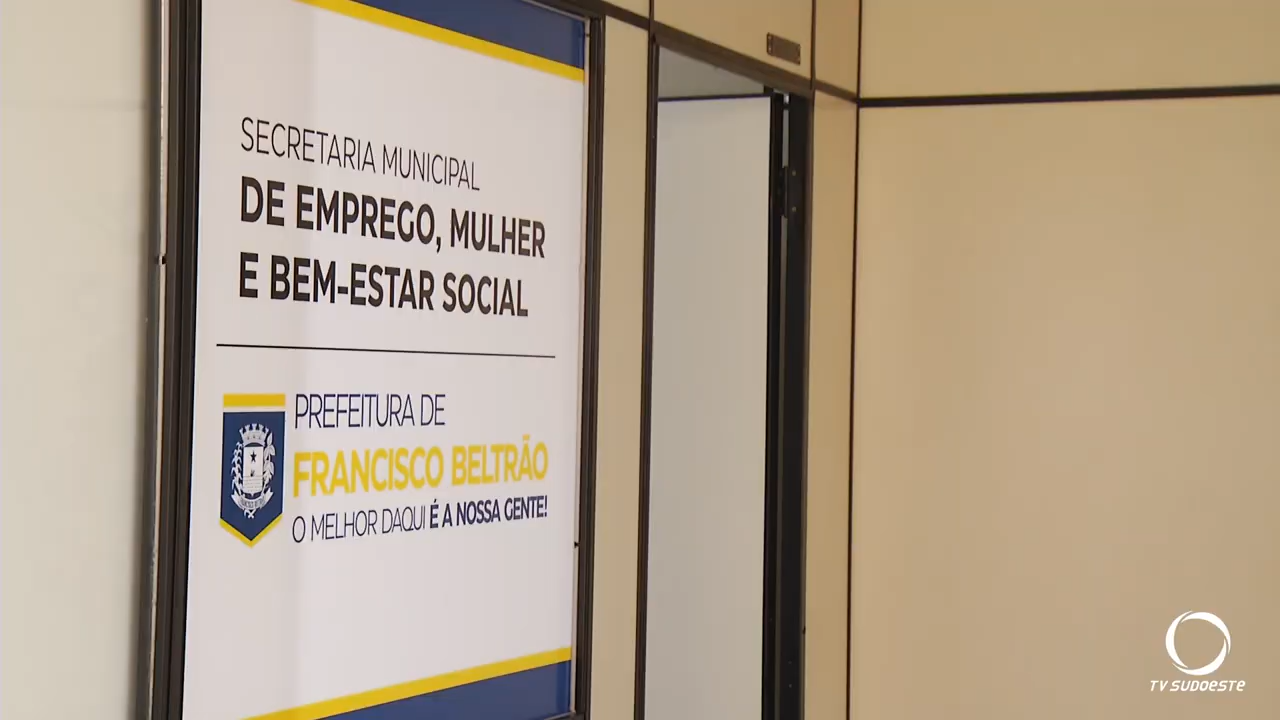 SECRETARIA MUNICIPAL
DE EMPREGO, MULHER
E BEM-ESTAR SOCIAL
PREFEITURA DE
FRANCISCO BELTRÃO
O MELHOR DAQUI É A NOSSA GENTE!
TV SUDOESTE